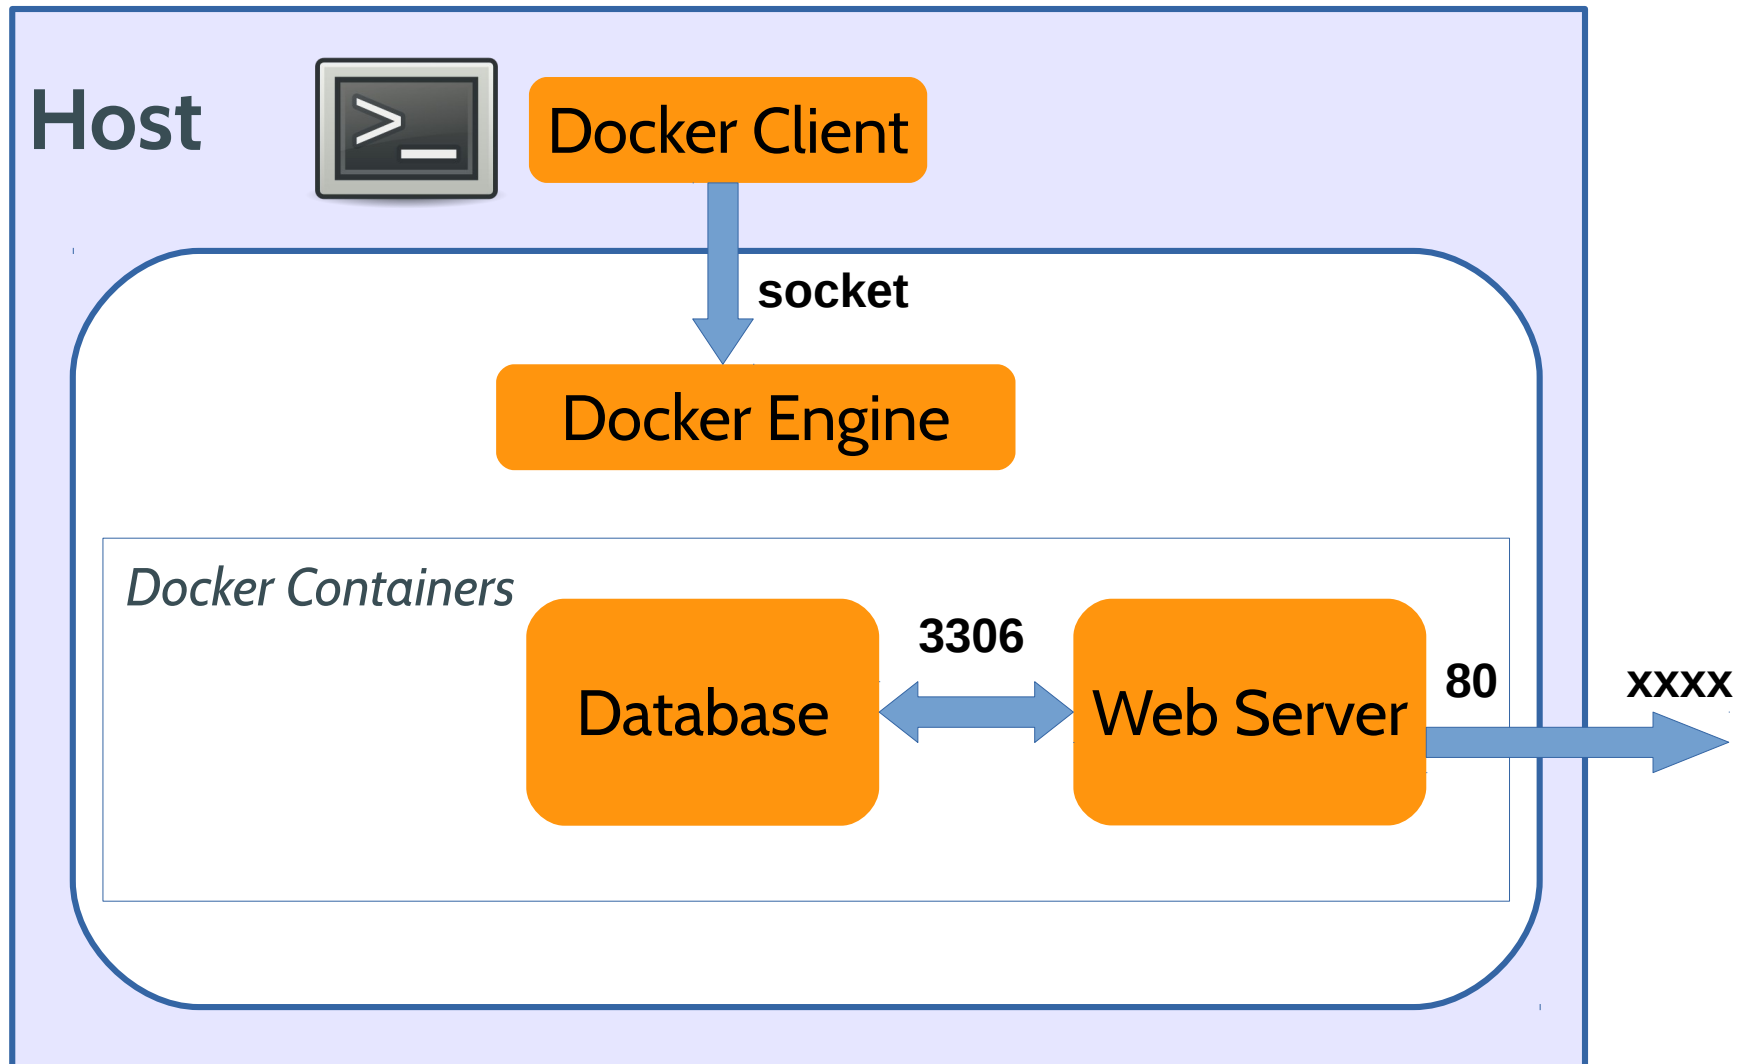 Host
>_
Docker Client
socket
Docker Engine
Docker Containers
3306
Database
Web Server
80
xxxx